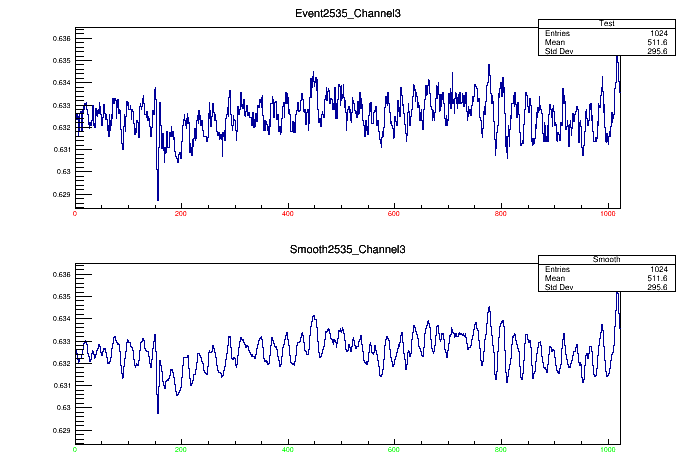 Event2535_Channel3
Test
Entries 1024
Mean 511.6
Std Dev 295.6
0.636
0.635
0.634
0.633
0.632
0.631
0.63
0.629
0 200 400 600 800 1000
Smooth2535_Channel3
Smooth
Entries 1024
Mean 511.6
Std Dev 295.6
0.636
0.635
0.634
0.633
0.632
0.631
0.63
0.629
0 200 400 600 800 1000